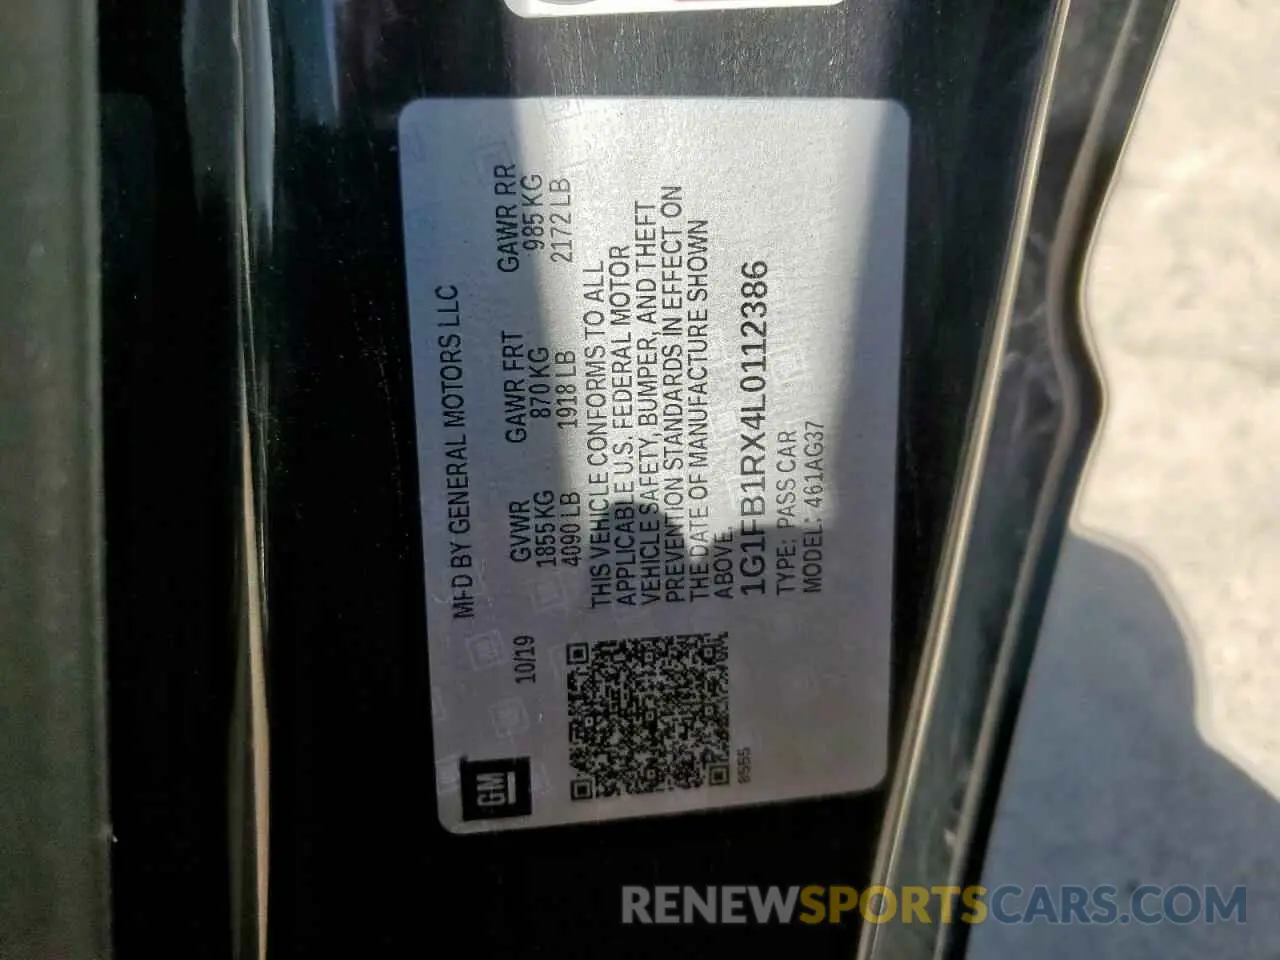 MFD BY GENERAL MOTORS LLC
10/19
GVWR GAWR FRT GAWR RR
1855 KG 870 KG 985 KG
4090 LB 1918 LB 2172 LB
THIS VEHICLE CONFORMS TO ALL
APPLICABLE U.S. FEDERAL MOTOR
VEHICLE SAFETY, BUMPER, AND THEFT
PREVENTION STANDARDS IN EFFECT ON
THE DATE OF MANUFACTURE SHOWN
ABOVE.
1G1FB1RX4L0112386
TYPE: PASS CAR
MODEL: 461AG37
GM
8555
RENEWSPORTSCARS.COM